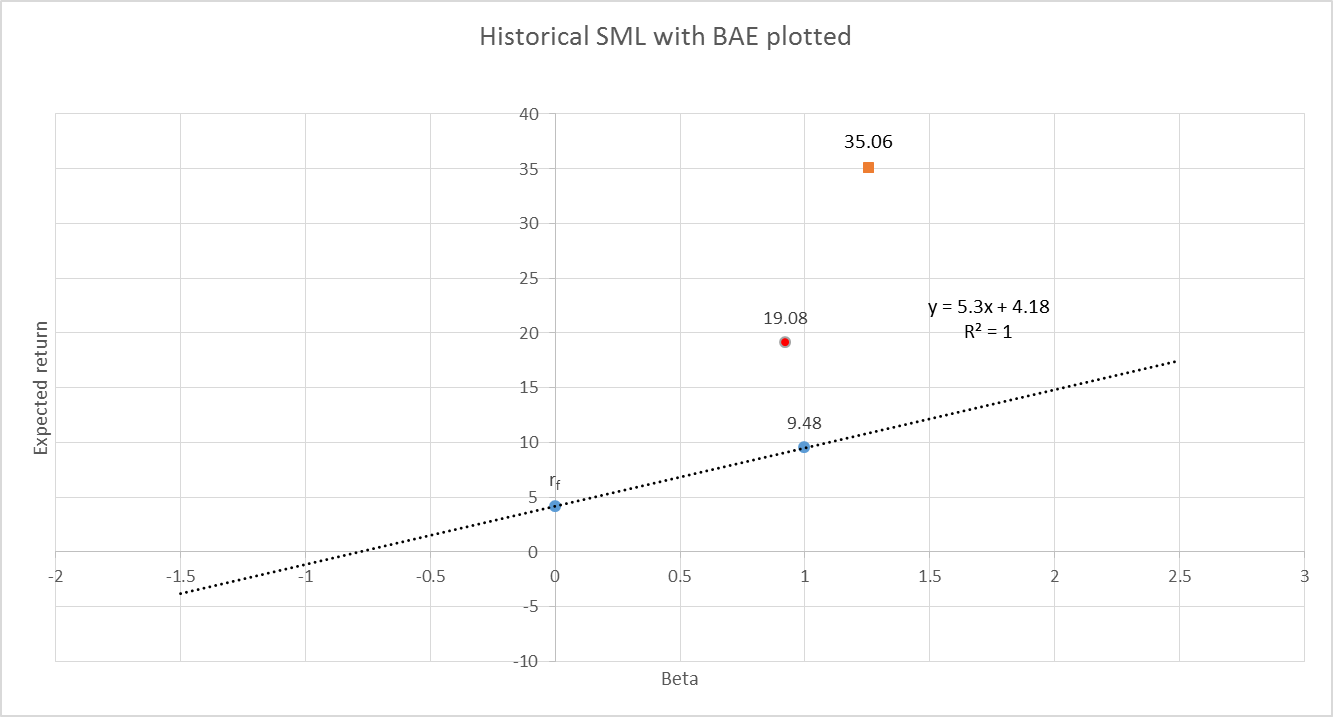 Historical SML with BAE plotted
40
35.06
35
30
25
y = 5.3x + 4.18
19.08
20
R² = 1
15
9.48
10
r_f
5
0
-2 -1.5 -1 -0.5 0 0.5 1 1.5 2 2.5 3
-5
-10
Beta
Expected return